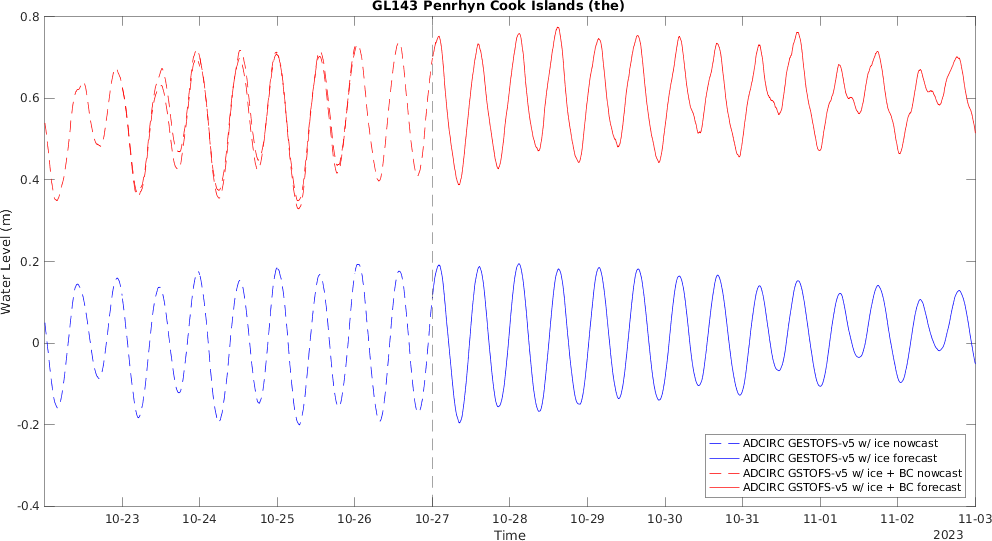 GL143 Penrhyn Cook Islands (the)
0.8
0.6
0.4
0.2
0
-0.2
-0.4
Water Level (m)
ADCIRC GESTOFS-v5 w/ ice nowcast
ADCIRC GESTOFS-v5 w/ ice forecast
ADCIRC GSTOFS-v5 w/ ice + BC nowcast
ADCIRC GSTOFS-v5 w/ ice + BC forecast
10-23 10-24 10-25 10-26 10-27 10-28 10-29 10-30 10-31 11-01 11-02 11-03
Time
2023